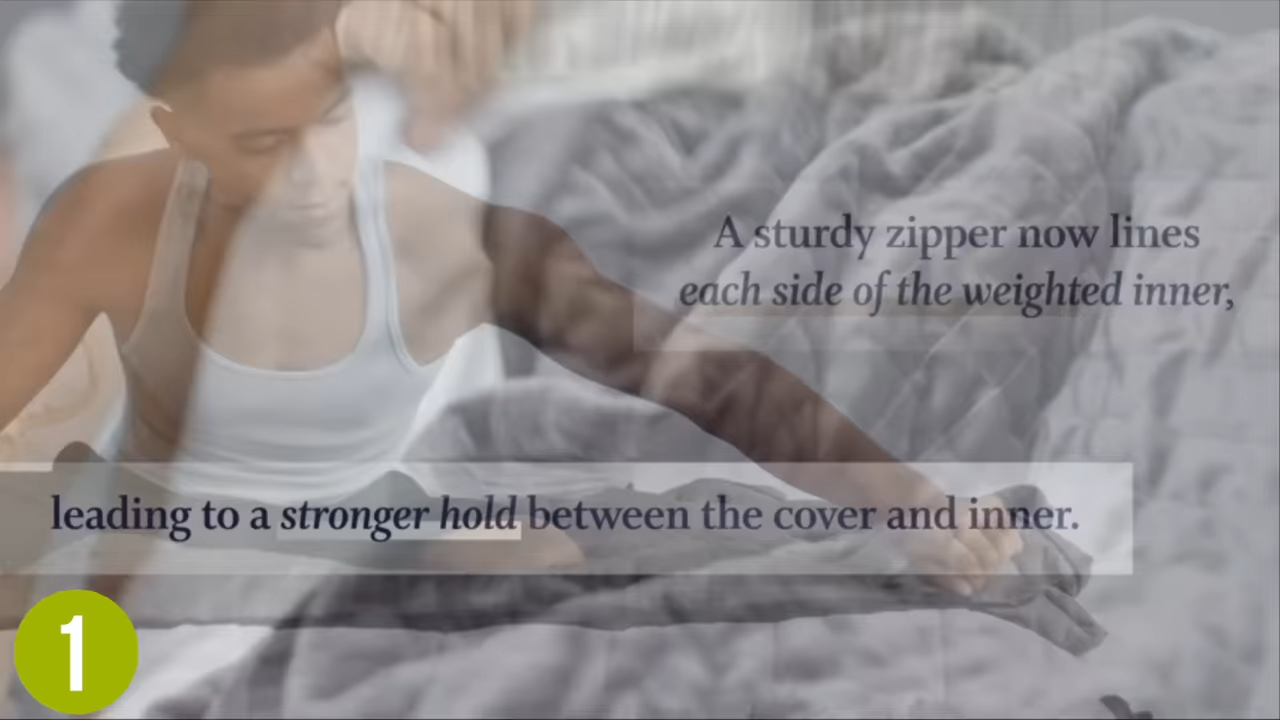 A sturdy zipper now lines
each side of the weighted inner,
leading to a stronger hold between the cover and inner.
1